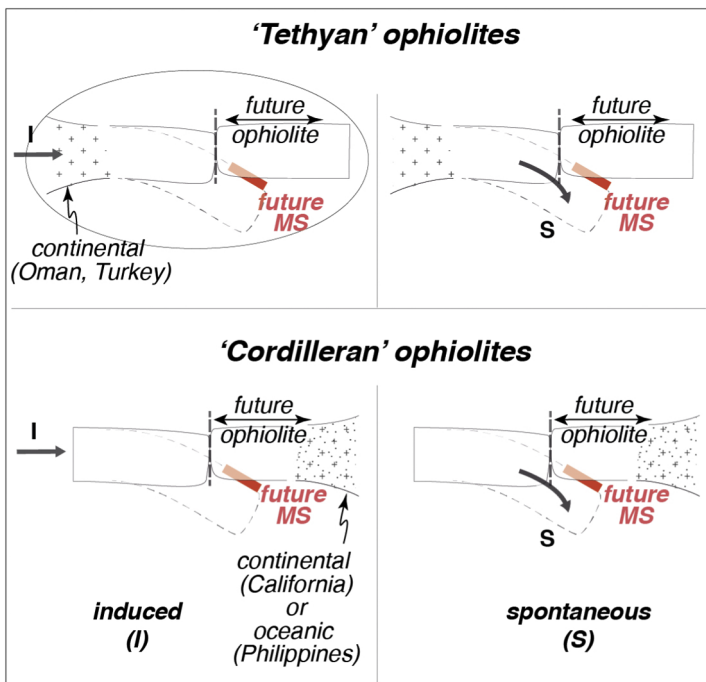 ‘Tethyan’ ophiolites
I
future
ophiolite
future
MS
continental
(Oman, Turkey)
future
ophiolite
future
MS
S
‘Cordilleran’ ophiolites
I
future
ophiolite
future
MS
continental
(California)
or
oceanic
(Philippines)
induced
(I)
future
ophiolite
future
MS
S
spontaneous
(S)